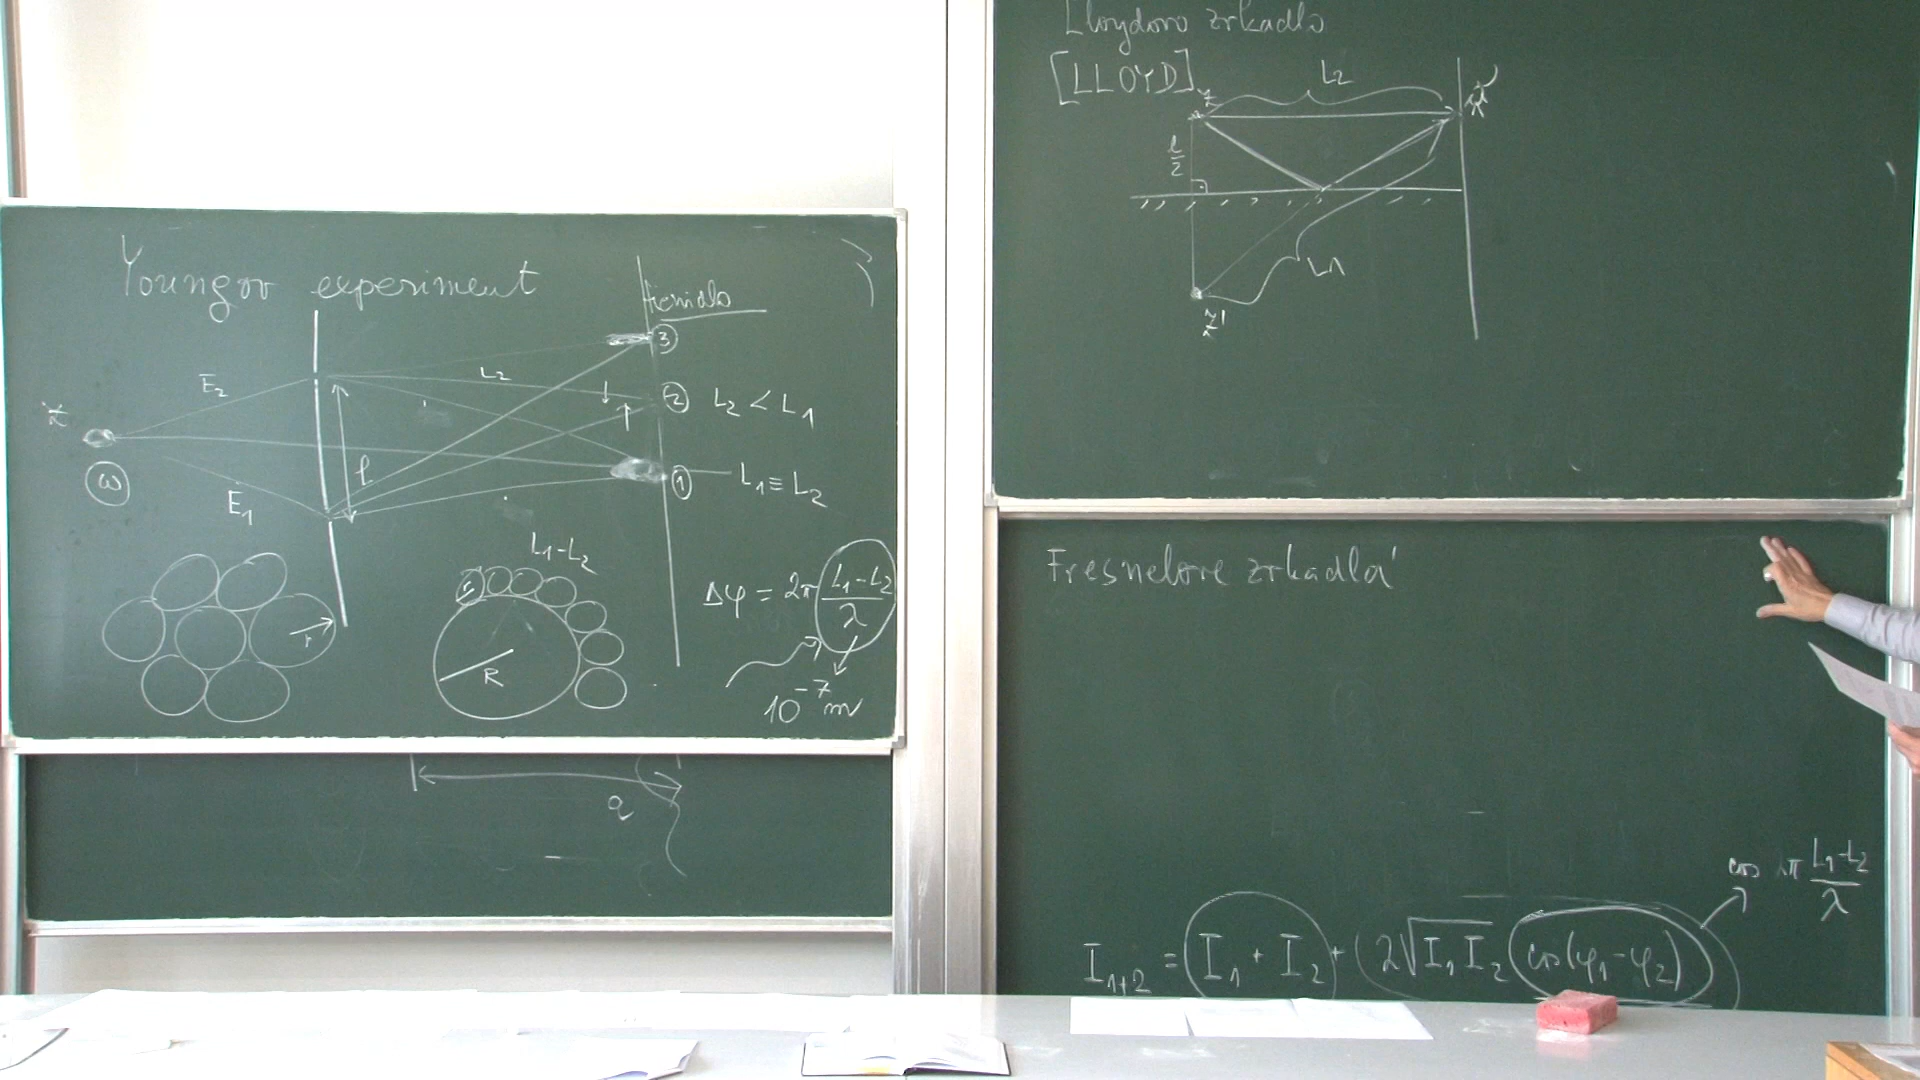 Youngov experiment
tienidlo
3
E₂
L₂
2 L₂ < L₁
Z
ω
l
1 L₁ ≡ L₂
E₁
L₁-L₂
Δφ = 2π (L₁-L₂)/λ
r
R
10⁻⁷ m
a
Lloydovo zrkadlo
[LLOYD]
L2
Z
l/2
L1
Z'
Fresnelove zrkadlá
cos 2π (L₁-L₂)/λ
I₁₊₂ = I₁ + I₂ + 2√I₁I₂ cos(φ₁-φ₂)